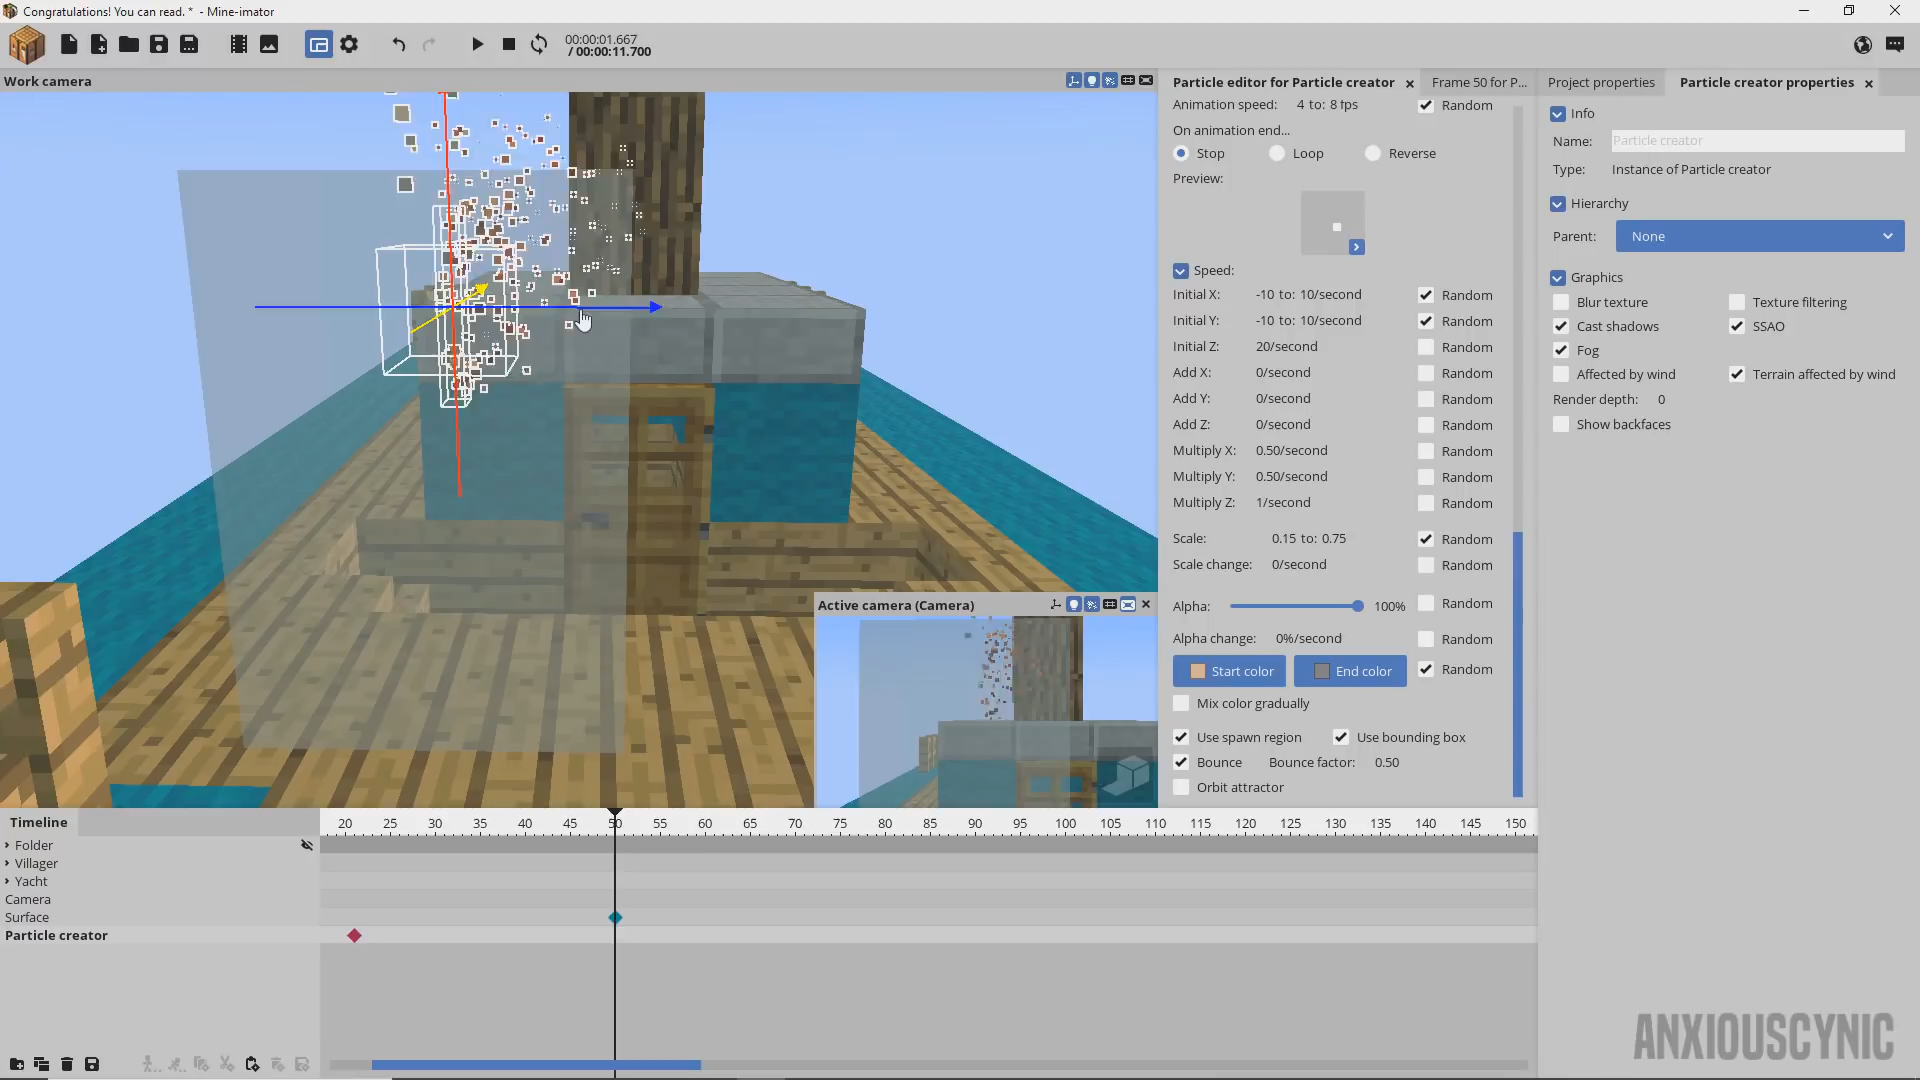 Congratulations! You can read. * - Mine-imator
00:00:01.667
/ 00:00:11.700
Work camera
Particle editor for Particle creator
Frame 50 for P...
Project properties
Particle creator properties
Animation speed: 4 to: 8 fps Random
On animation end...
Stop Loop Reverse
Preview:
Speed:
Initial X: -10 to: 10/second Random
Initial Y: -10 to: 10/second Random
Initial Z: 20/second Random
Add X: 0/second Random
Add Y: 0/second Random
Add Z: 0/second Random
Multiply X: 0.50/second Random
Multiply Y: 0.50/second Random
Multiply Z: 1/second Random
Scale: 0.15 to: 0.75 Random
Scale change: 0/second Random
Alpha: 100% Random
Alpha change: 0%/second Random
Start color End color Random
Mix color gradually
Use spawn region Use bounding box
Bounce Bounce factor: 0.50
Orbit attractor
Info
Name: Particle creator
Type: Instance of Particle creator
Hierarchy
Parent: None
Graphics
Blur texture Texture filtering
Cast shadows SSAO
Fog
Affected by wind Terrain affected by wind
Render depth: 0
Show backfaces
Active camera (Camera)
Timeline
20 25 30 35 40 45 50 55 60 65 70 75 80 85 90 95 100 105 110 115 120 125 130 135 140 145 150
Folder
Villager
Yacht
Camera
Surface
Particle creator
ANXIOUSCYNIC